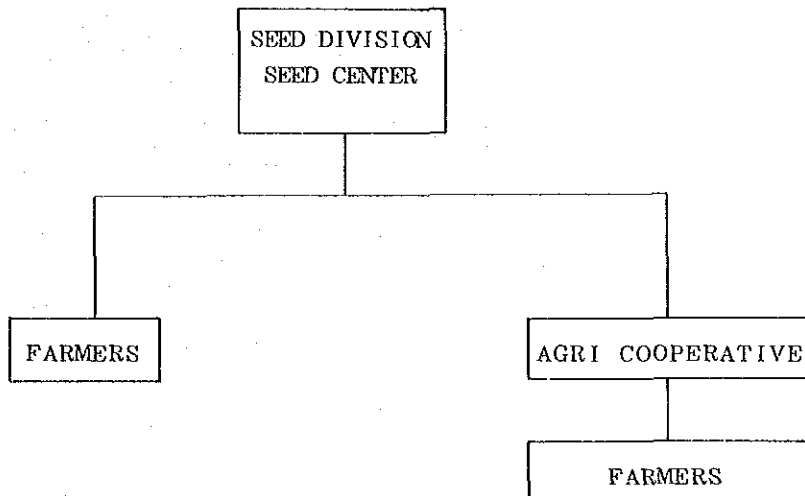 SEED DIVISION
SEED CENTER
FARMERS
AGRI COOPERATIVE
FARMERS